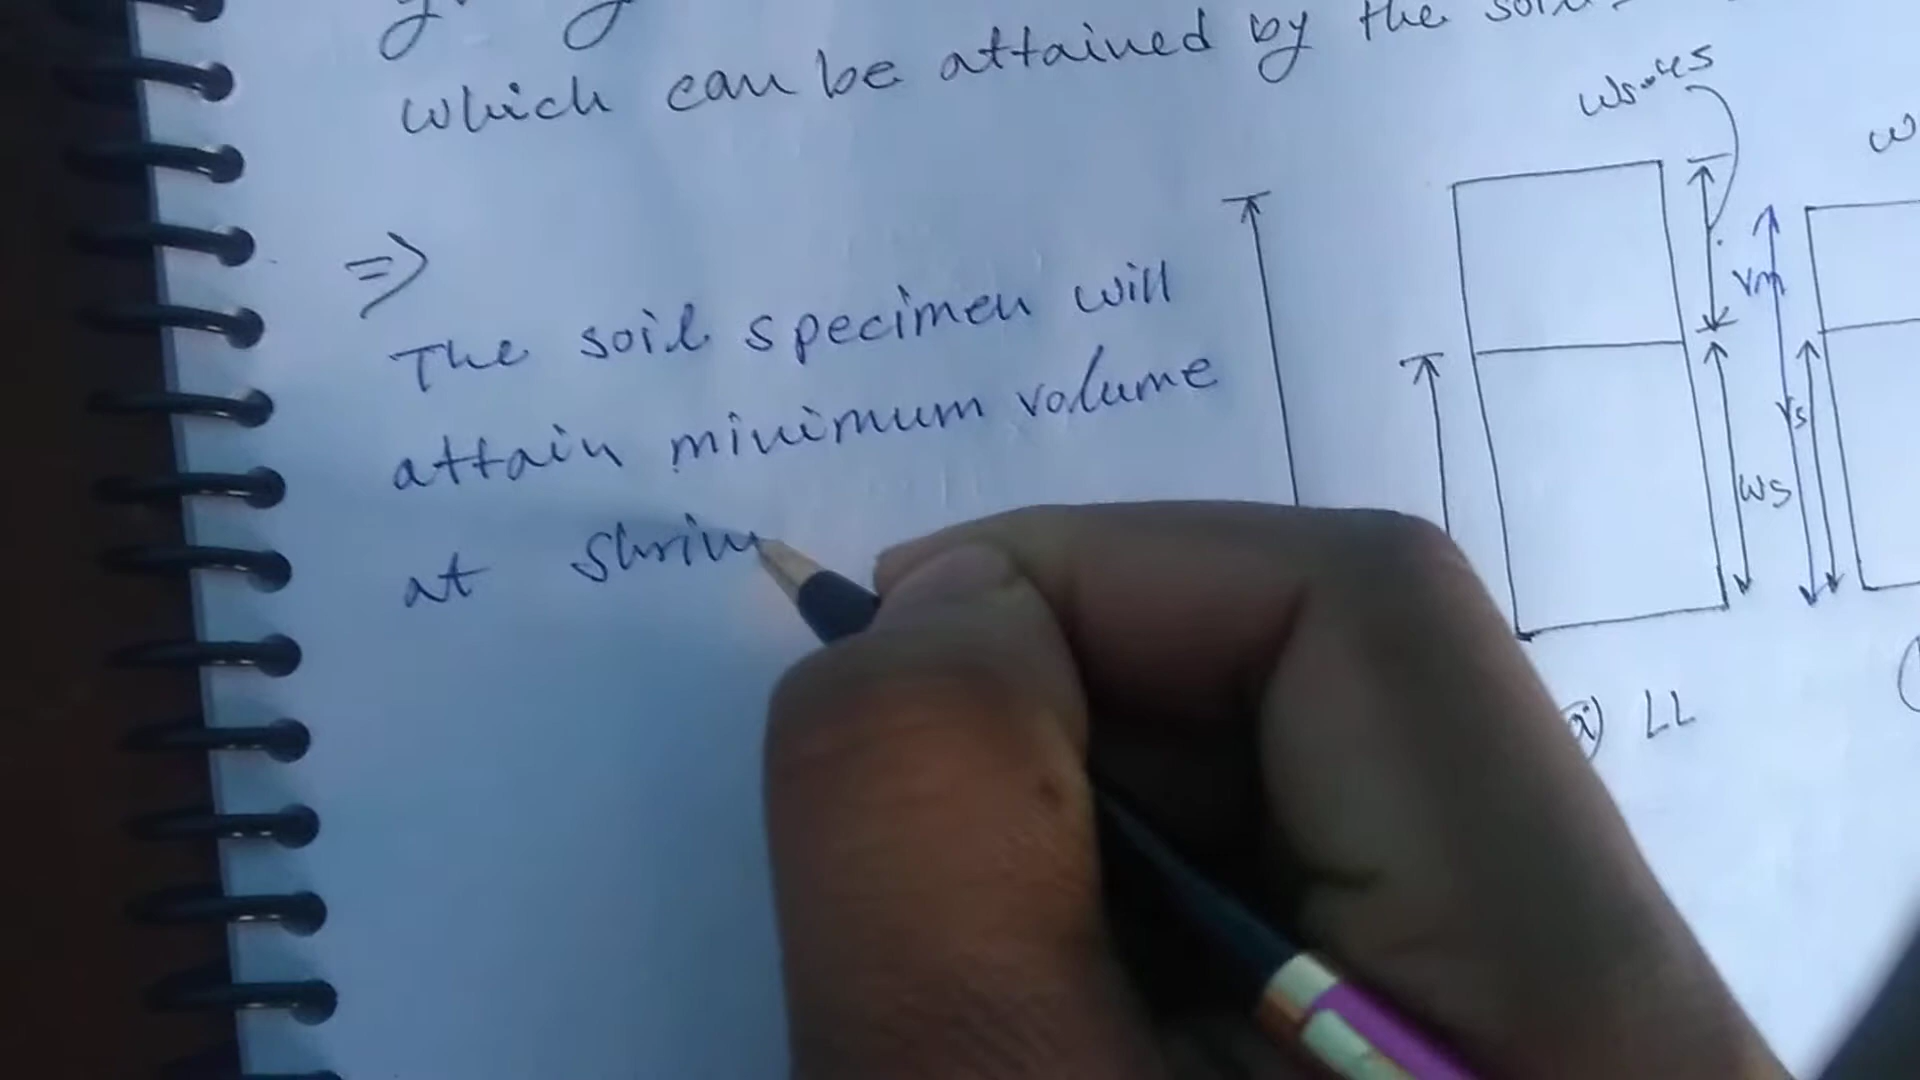 which can be attained by the soil
⇒
The soil specimen will
attain minimum volume
at shrin
Vm
Vs
Ws
a) LL